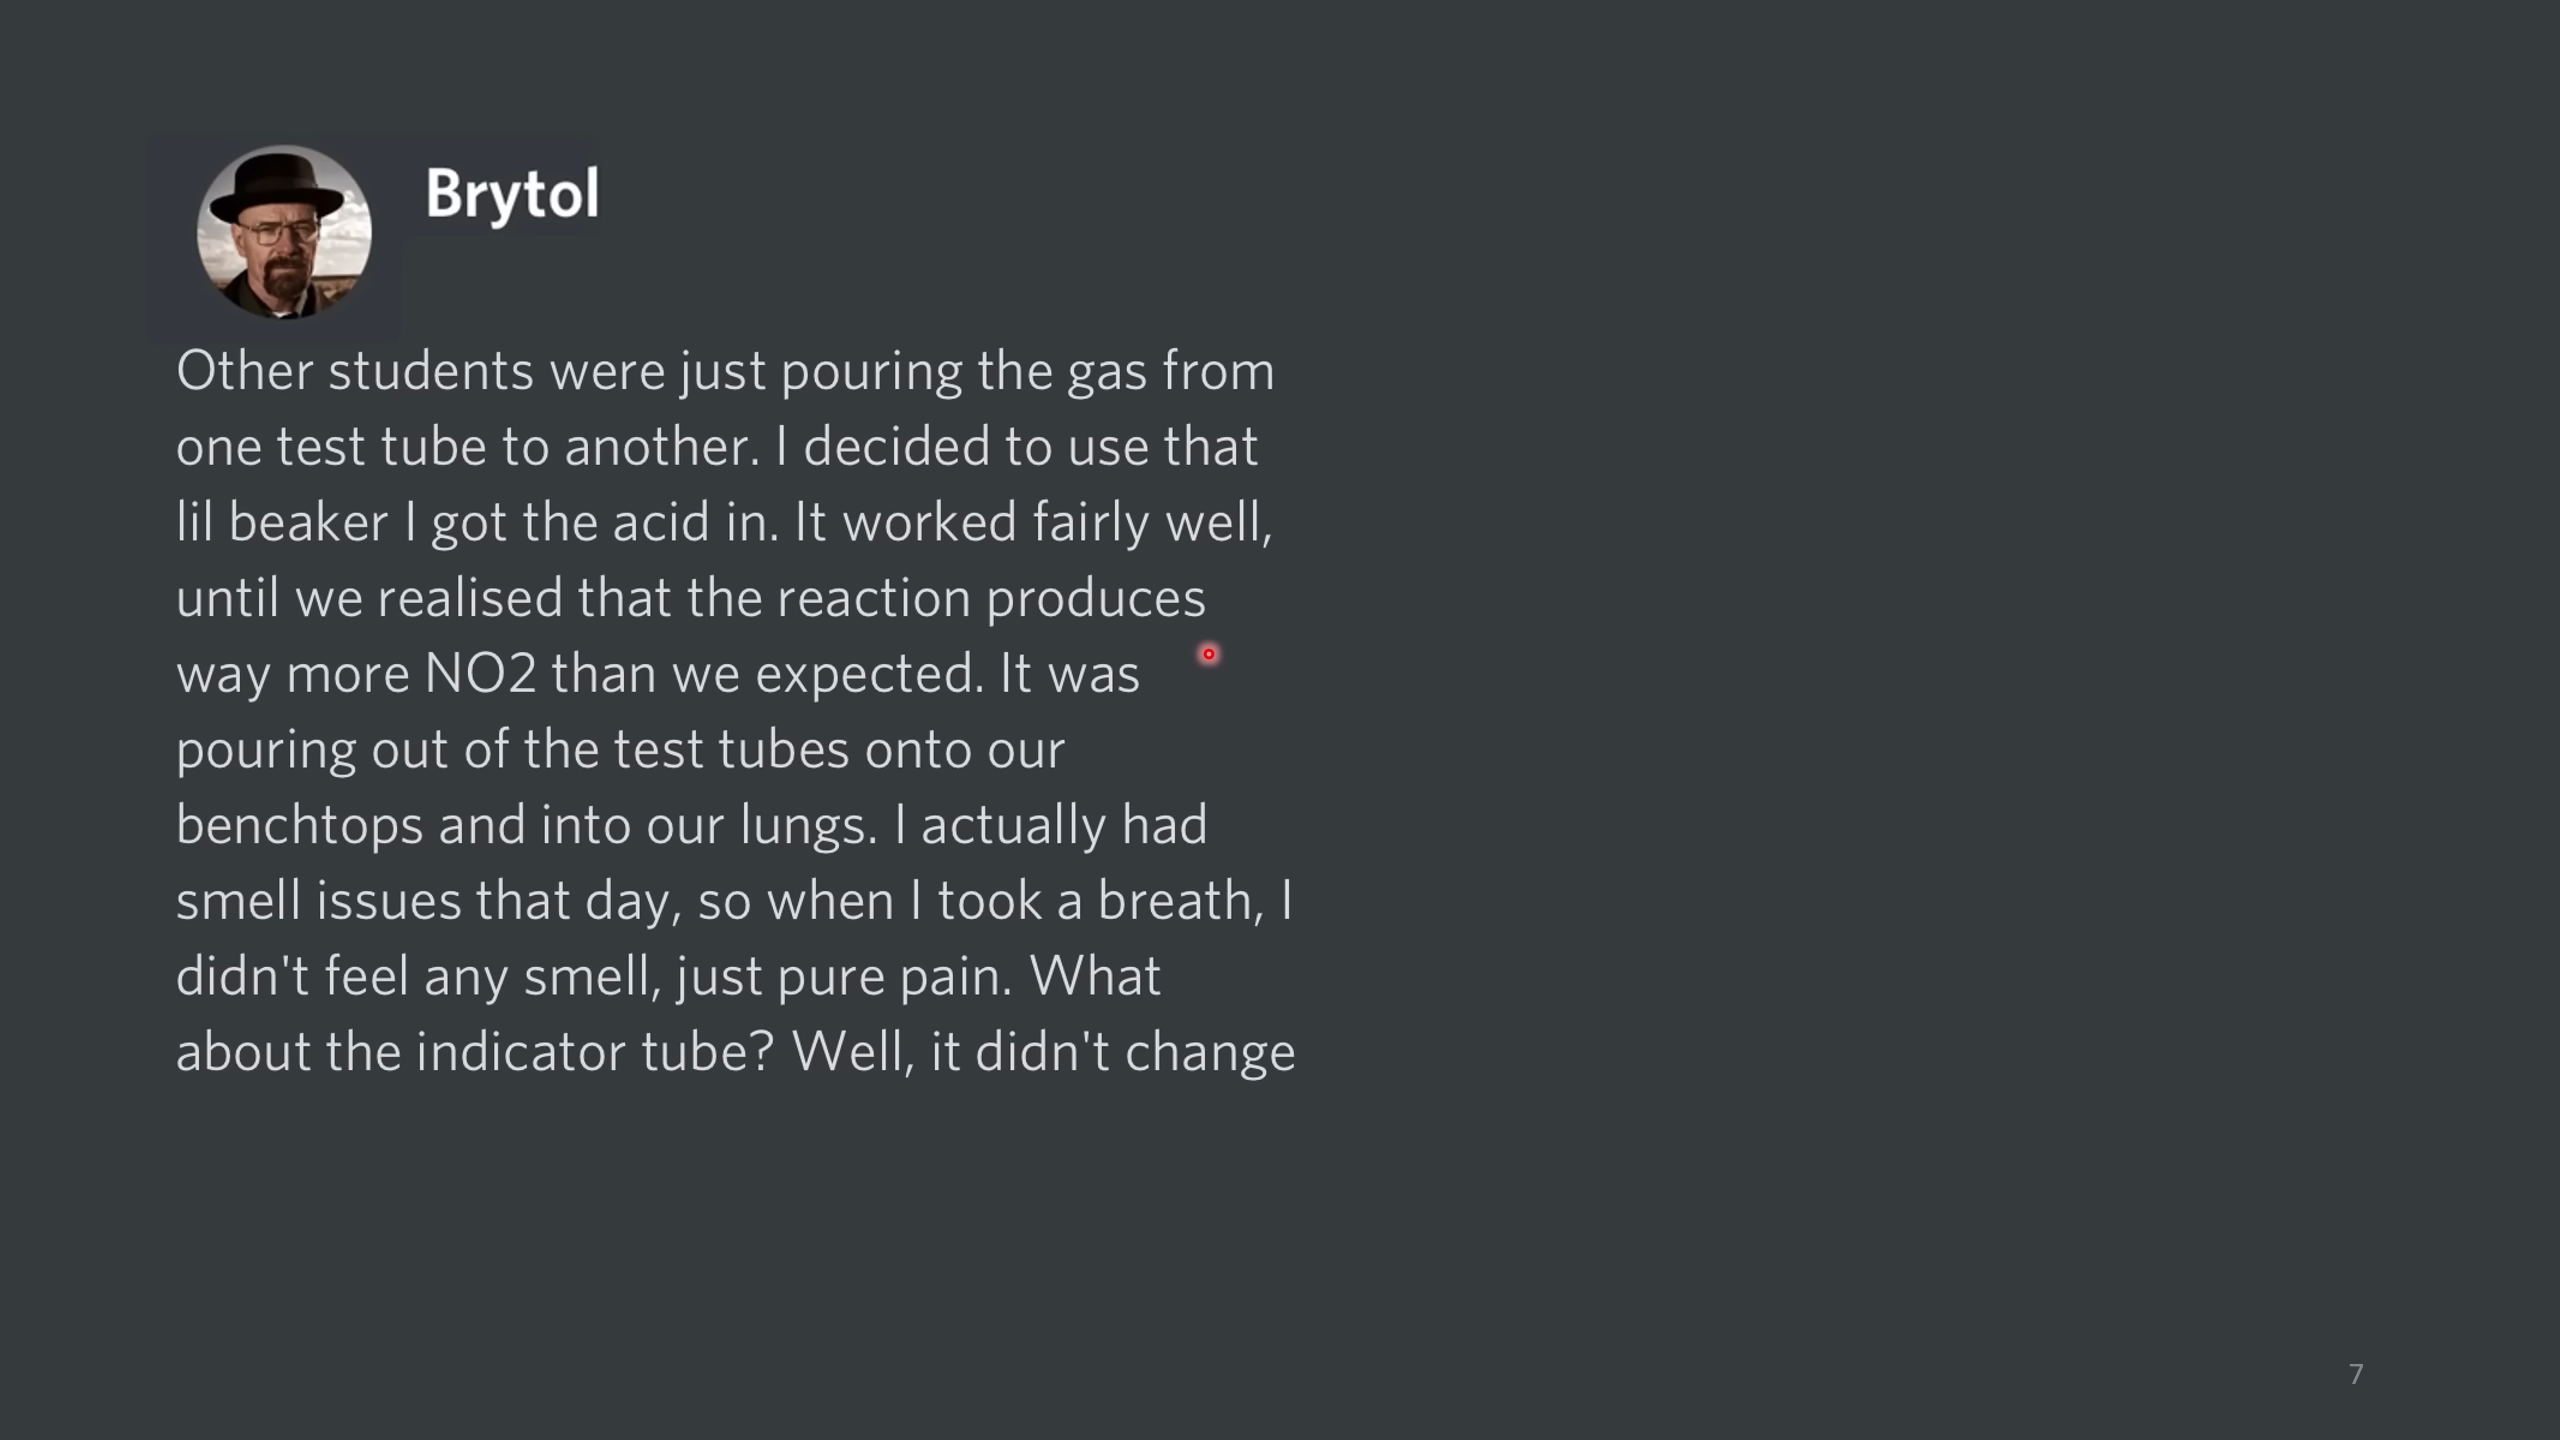 Brytol
Other students were just pouring the gas from
one test tube to another. I decided to use that
lil beaker I got the acid in. It worked fairly well,
until we realised that the reaction produces
way more NO2 than we expected. It was
pouring out of the test tubes onto our
benchtops and into our lungs. I actually had
smell issues that day, so when I took a breath, I
didn't feel any smell, just pure pain. What
about the indicator tube? Well, it didn't change
7